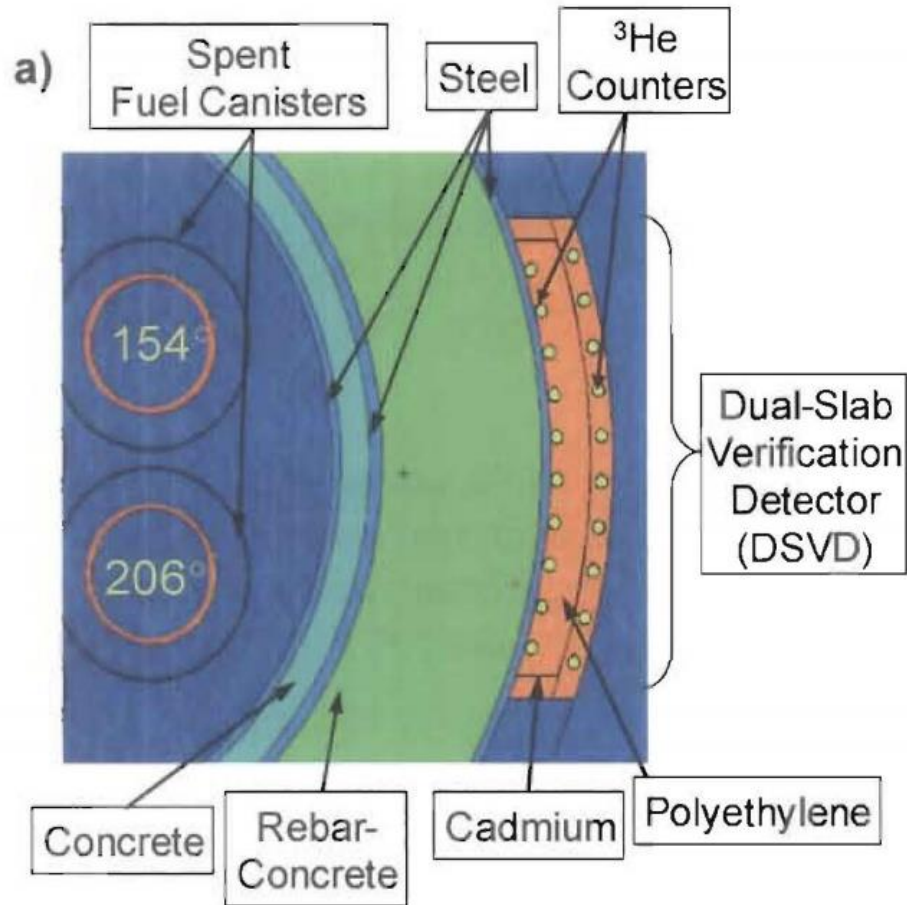 a)
Spent
Fuel Canisters
Steel
³He
Counters
154°
206°
Dual-Slab
Verification
Detector
(DSVD)
Concrete
Rebar-
Concrete
Cadmium
Polyethylene